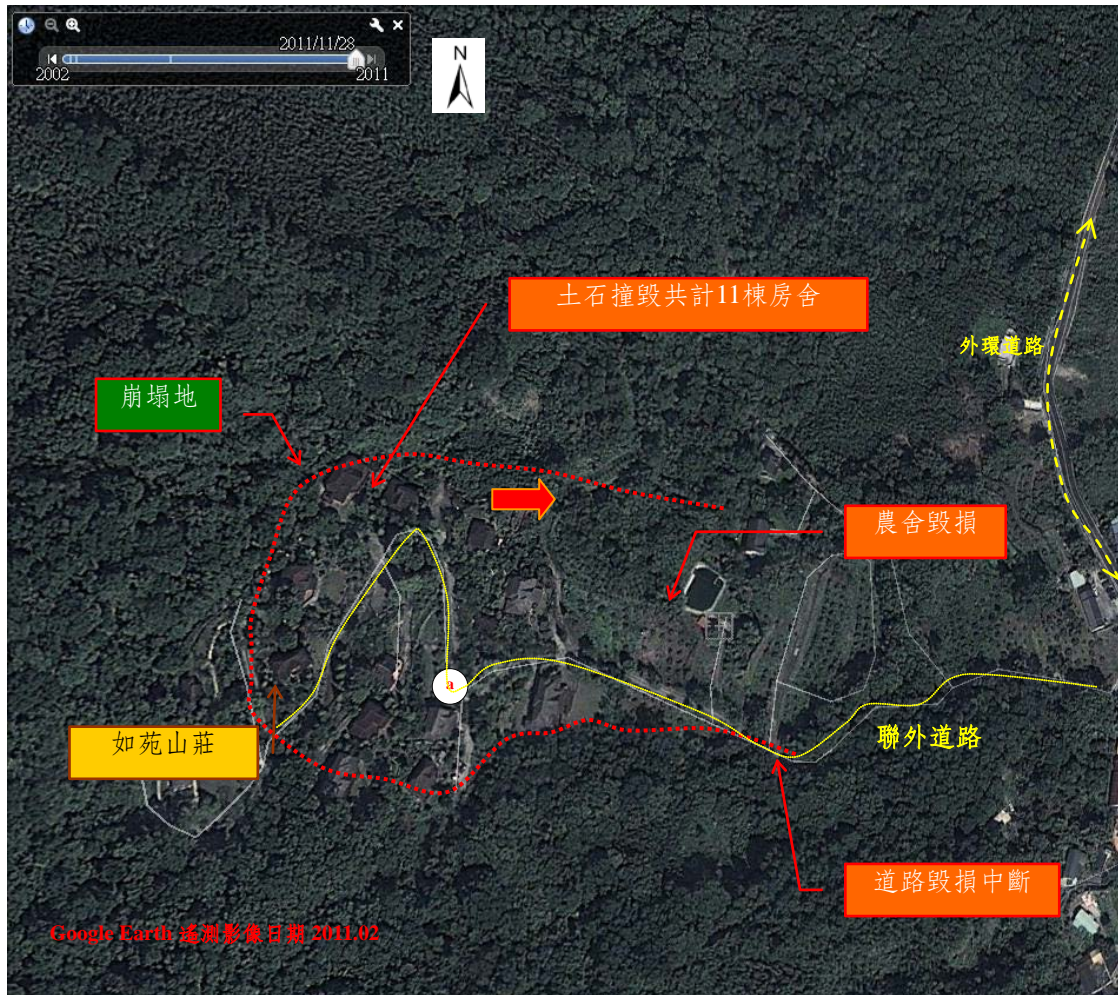 2011/11/28
2002
2011
N
土石撞毀共計11棟房舍
外環道路
崩塌地
農舍毀損
a
如苑山莊
聯外道路
道路毀損中斷
Google Earth 遙測影像日期 2011.02